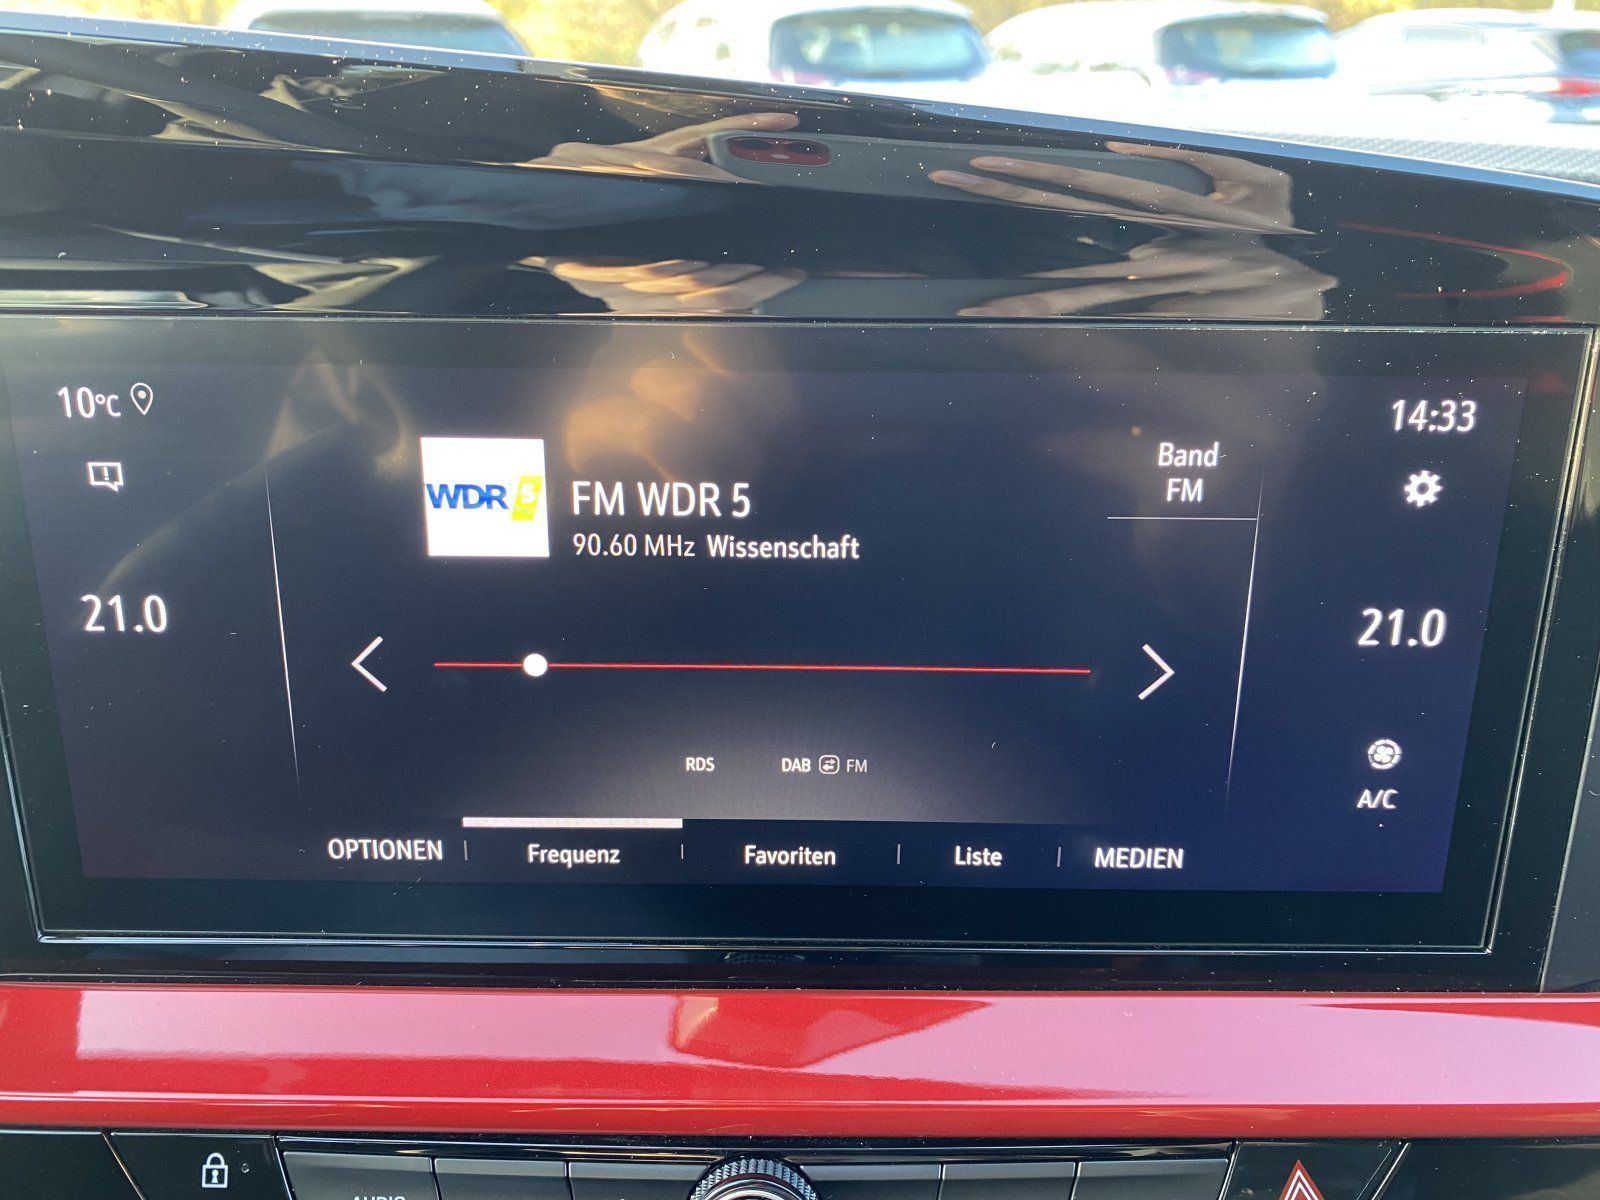 10°C
14:33
Band
FM
WDR 5
FM WDR 5
90.60 MHz Wissenschaft
21.0
21.0
RDS
DAB FM
A/C
OPTIONEN
Frequenz
Favoriten
Liste
MEDIEN
AUDIO